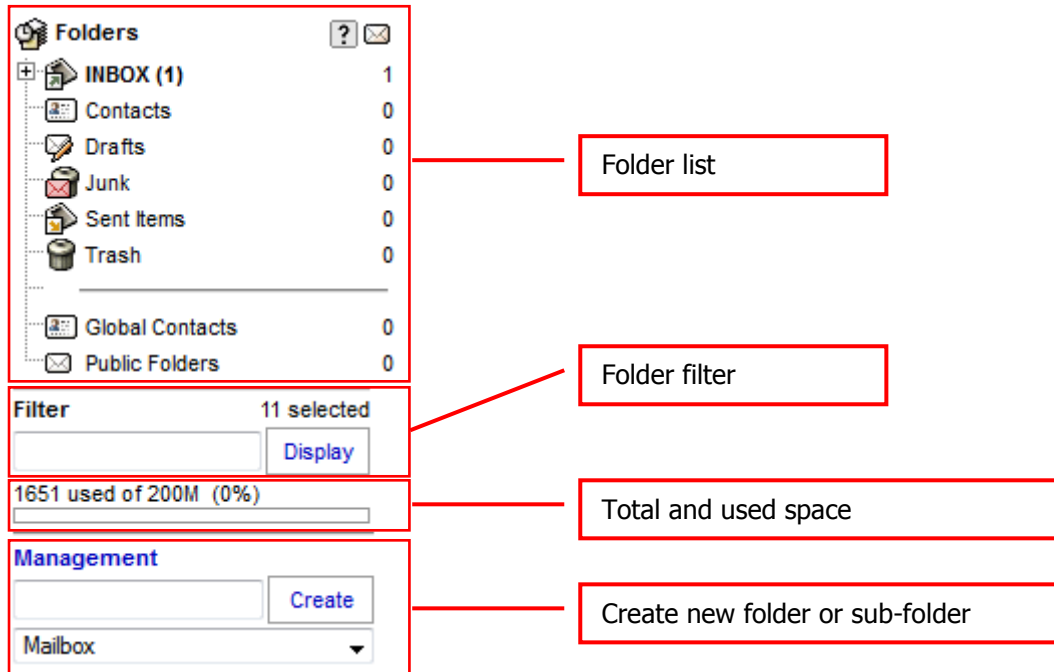 Folders ?
INBOX (1) 1
Contacts 0
Drafts 0
Junk 0
Sent Items 0
Trash 0
Global Contacts 0
Public Folders 0
Folder list
Filter 11 selected
Display
Folder filter
1651 used of 200M (0%)
Total and used space
Management
Create
Mailbox
Create new folder or sub-folder